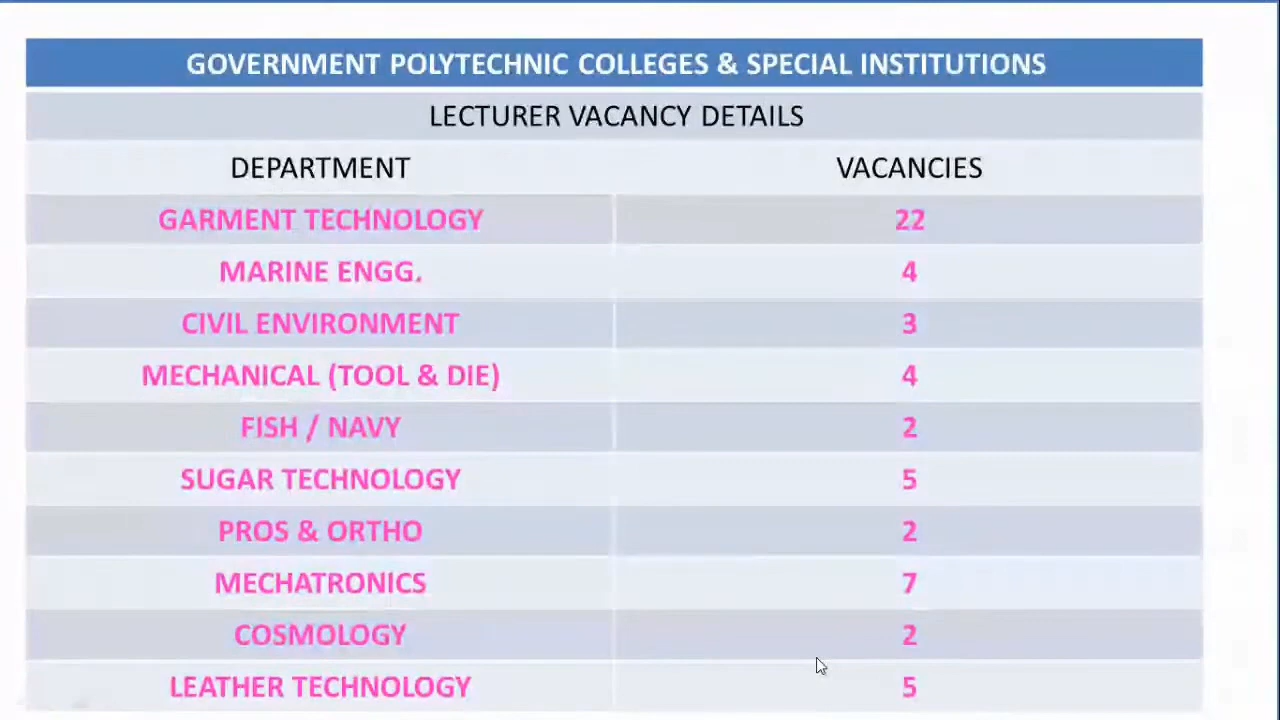 GOVERNMENT POLYTECHNIC COLLEGES & SPECIAL INSTITUTIONS
LECTURER VACANCY DETAILS
DEPARTMENT VACANCIES
GARMENT TECHNOLOGY 22
MARINE ENGG. 4
CIVIL ENVIRONMENT 3
MECHANICAL (TOOL & DIE) 4
FISH / NAVY 2
SUGAR TECHNOLOGY 5
PROS & ORTHO 2
MECHATRONICS 7
COSMOLOGY 2
LEATHER TECHNOLOGY 5